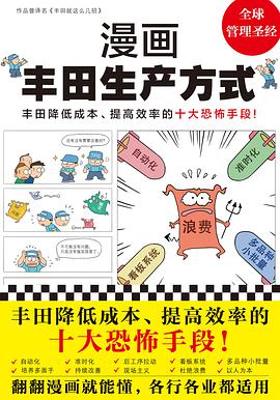 作品曾译名《丰田就这么几招》
全球
管理圣经
漫画
丰田生产方式
丰田降低成本、提高效率的十大恐怖手段!
自动化
准时化
浪费
看板系统
多品种
小批量
丰田降低成本、提高效率的
十大恐怖手段!
✓自动化 ✓准时化 ✓后工序拉动 ✓看板系统 ✓多品种小批量
✓培养多面手 ✓持续改善 ✓现场主义 ✓杜绝浪费 ✓以人为本
翻翻漫画就能懂，各行各业都适用